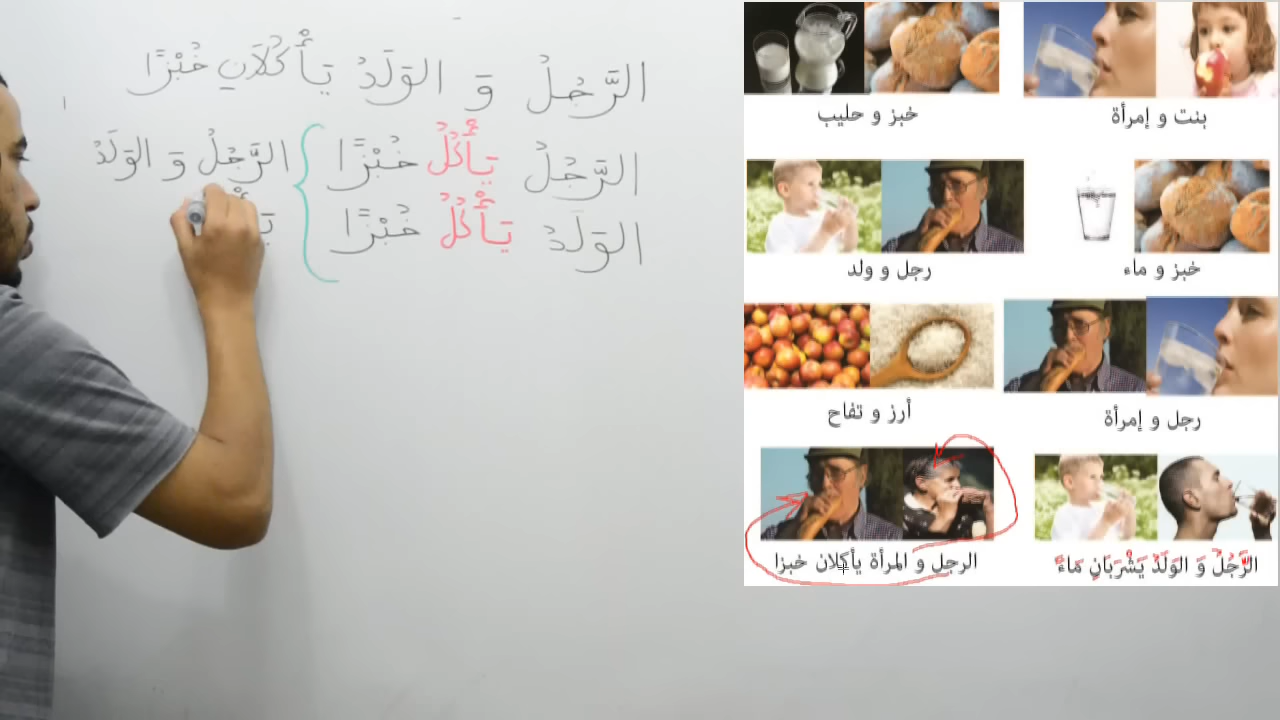 الرَّجُلُ وَ الوَلَدُ يَأْكُلَانِ خُبْزًا
الرَّجُلُ يَأْكُلُ خُبْزًا
الوَلَدُ يَأْكُلُ خُبْزًا
الرَّجُلُ وَ الوَلَدُ
خبز و حليب
بنت و إمرأة
رجل و ولد
خبز و ماء
أرز و تفاح
رجل و إمرأة
الرجل و المرأة يأكلان خبزا
الرَّجُلُ وَ الوَلَدُ يَشْرَبَانِ مَاءً